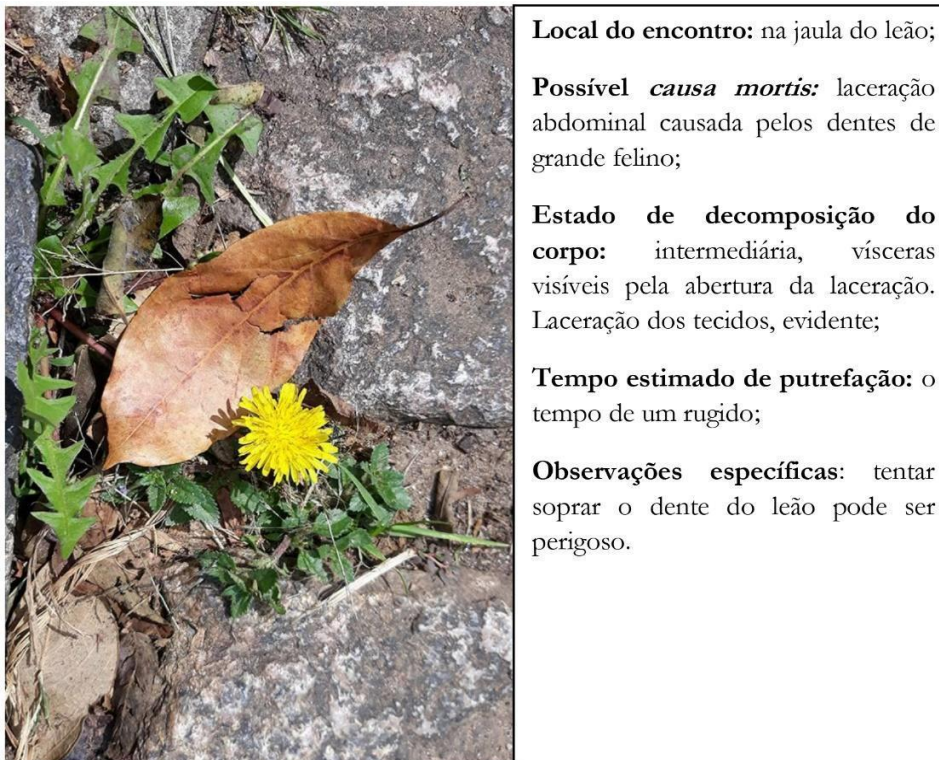 Local do encontro: na jaula do leão;
Possível causa mortis: laceração
abdominal causada pelos dentes de
grande felino;
Estado de decomposição do
corpo: intermediária, vísceras
visíveis pela abertura da laceração.
Laceração dos tecidos, evidente;
Tempo estimado de putrefação: o
tempo de um rugido;
Observações específicas: tentar
soprar o dente do leão pode ser
perigoso.